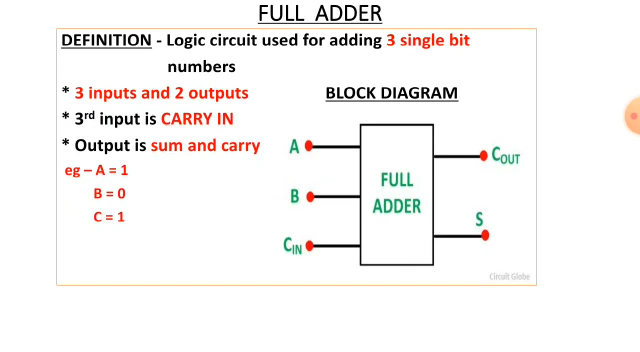 FULL ADDER
DEFINITION - Logic circuit used for adding 3 single bit
numbers
* 3 inputs and 2 outputs
* 3rd input is CARRY IN
* Output is sum and carry
eg – A = 1
B = 0
C = 1
BLOCK DIAGRAM
A
B
CIN
FULL
ADDER
COUT
S
Circuit Globe